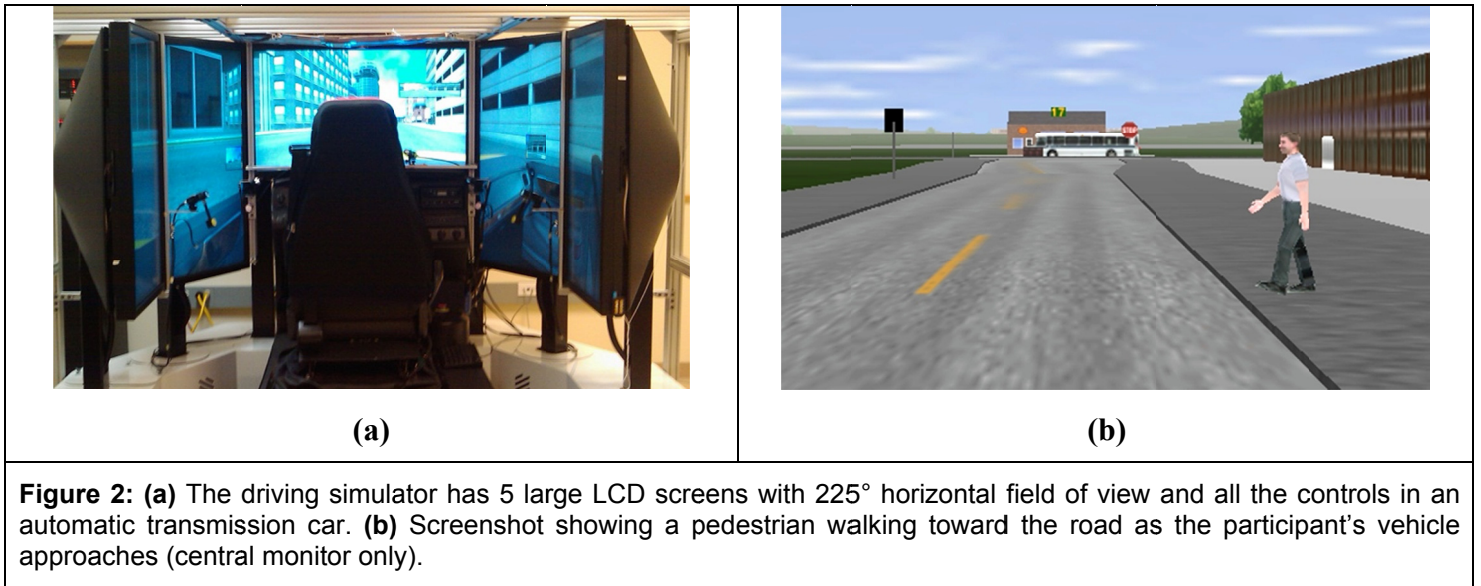 17
STOP
(a)
(b)
Figure 2: (a) The driving simulator has 5 large LCD screens with 225° horizontal field of view and all the controls in an
automatic transmission car. (b) Screenshot showing a pedestrian walking toward the road as the participant's vehicle
approaches (central monitor only).